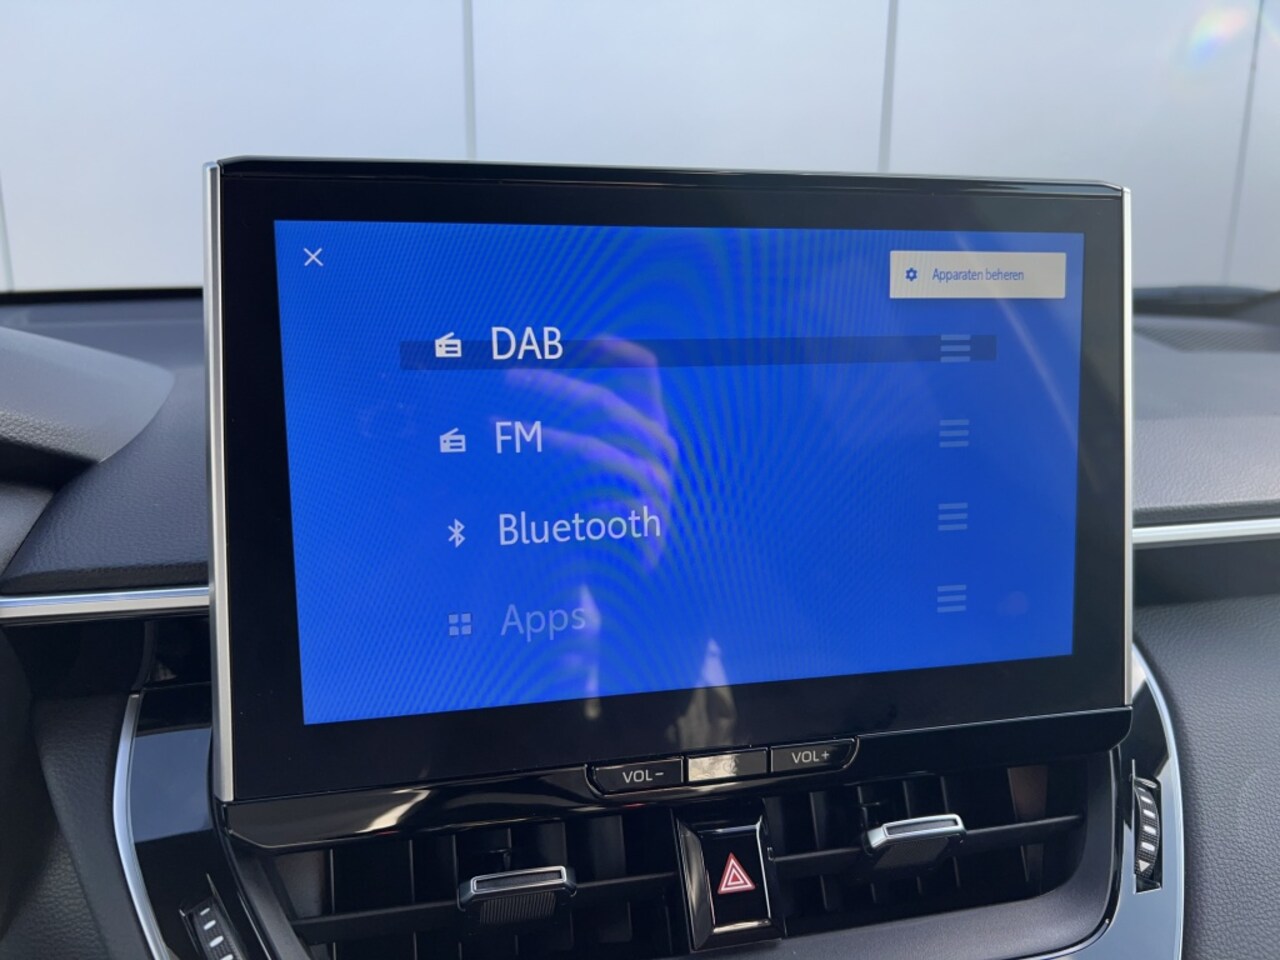 Apparaten beheren
DAB
FM
Bluetooth
Apps
VOL-
VOL+